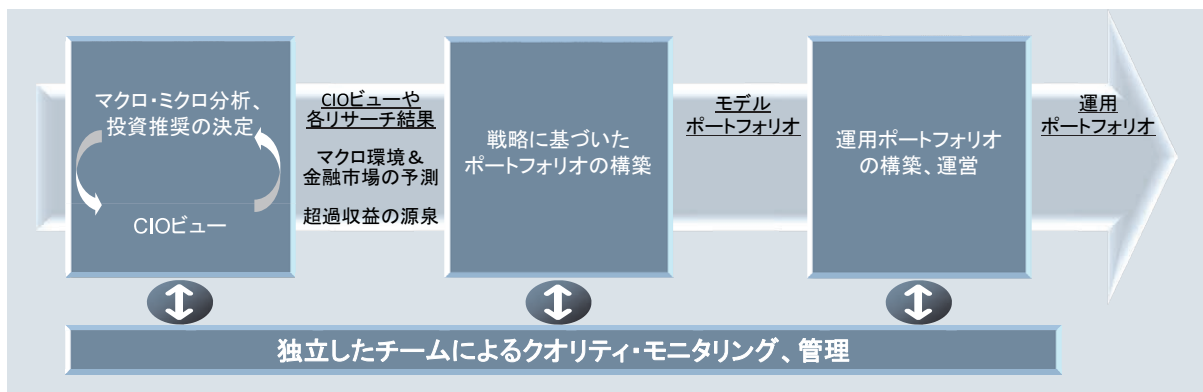 マクロ・ミクロ分析、
投資推奨の決定
CIOビュー
CIOビューや
各リサーチ結果
マクロ環境＆
金融市場の予測
超過収益の源泉
戦略に基づいた
ポートフォリオの構築
モデル
ポートフォリオ
運用ポートフォリオ
の構築、運営
運用
ポートフォリオ
独立したチームによるクオリティ・モニタリング、管理